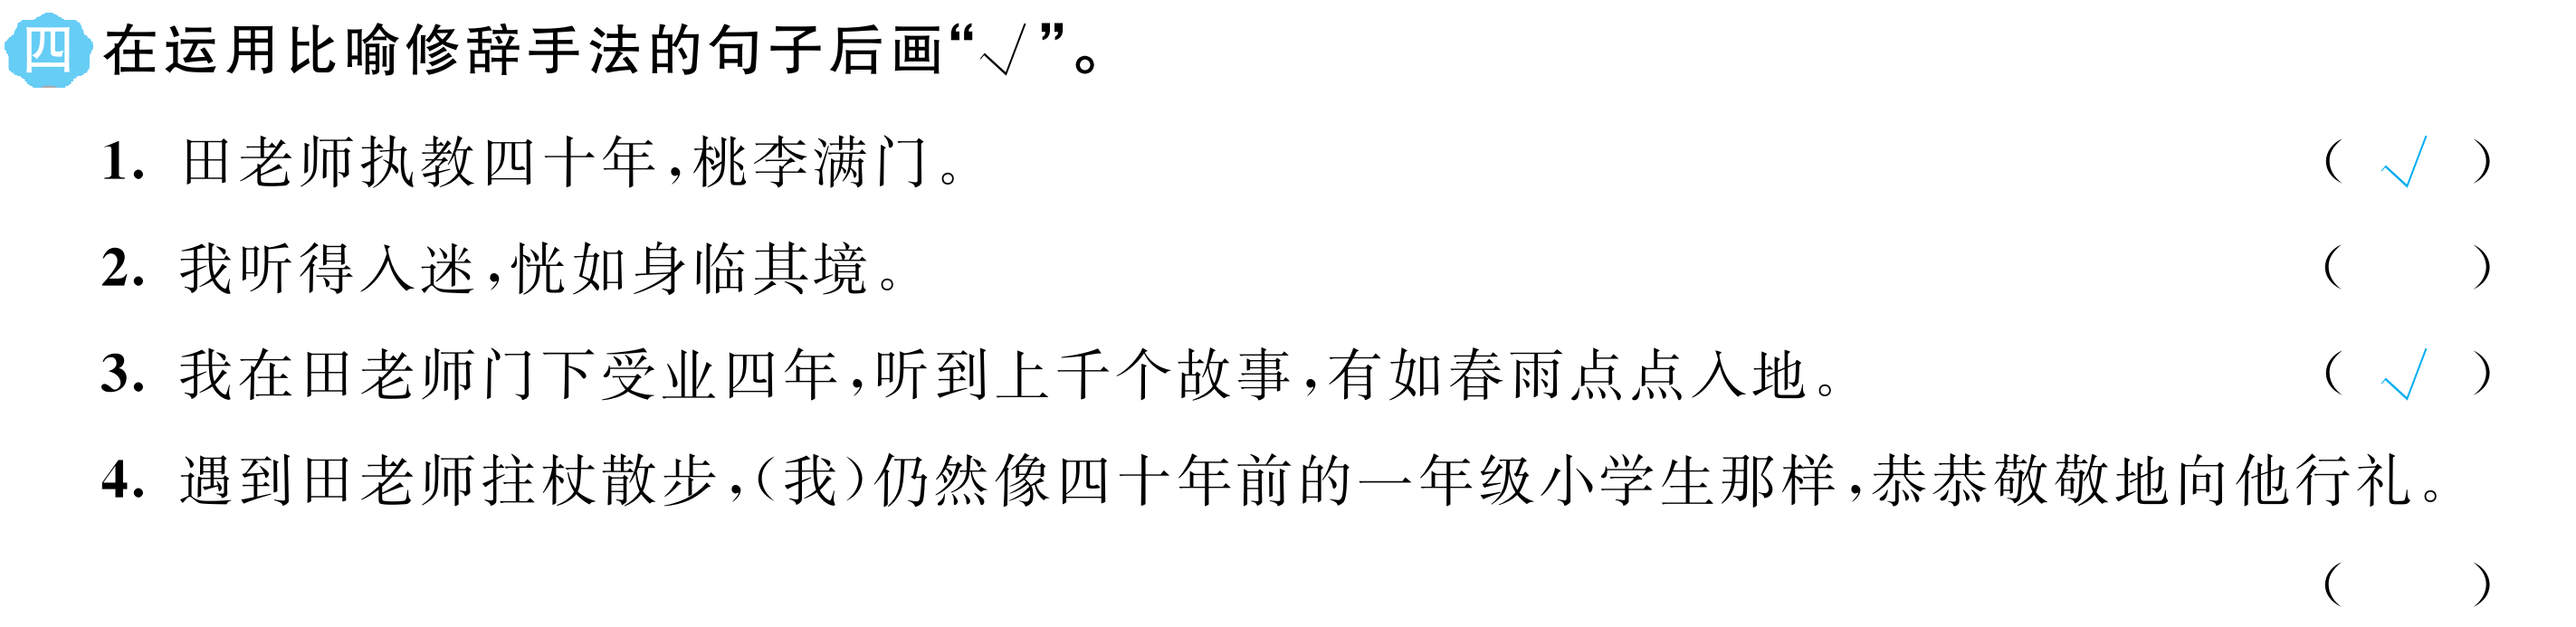 四 在运用比喻修辞手法的句子后画“√”。
1. 田老师执教四十年,桃李满门。 ( √ )
2. 我听得入迷,恍如身临其境。 ( )
3. 我在田老师门下受业四年,听到上千个故事,有如春雨点点入地。 ( √ )
4. 遇到田老师拄杖散步,(我)仍然像四十年前的一年级小学生那样,恭恭敬敬地向他行礼。
( )